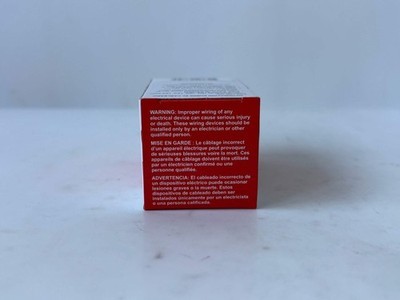 WARNING: Improper wiring of any
electrical device can cause serious injury
or death. These wiring devices should be
installed only by an electrician or other
qualified person.
MISE EN GARDE : Le câblage incorrect
d'un appareil électrique peut provoquer
de sérieuses blessures voire la mort. Ces
appareils de câblage doivent être utilisés
par un électricien confirmé ou une
personne qualifiée.
ADVERTENCIA: El cableado incorrecto de
un dispositivo eléctrico puede ocasionar
lesiones graves o la muerte. Estos
dispositivos de cableado deben ser
instalados únicamente por un electricista
o una persona calificada.